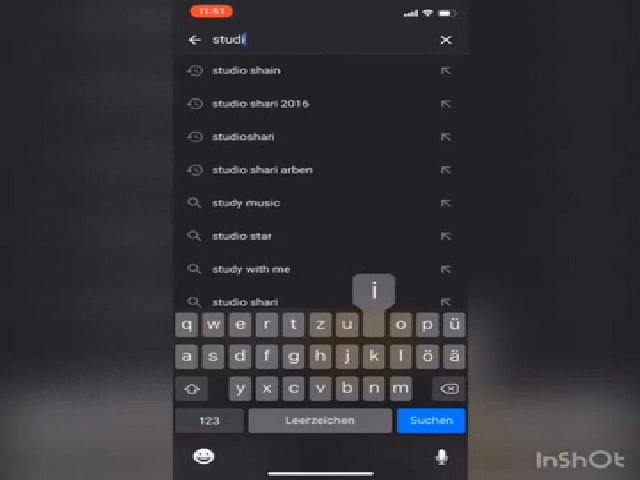 11:51
studi
studio shain
studio shari 2016
studioshari
studio shari arben
study music
studio star
study with me
studio shari
i
q w e r t z u o p ü
a s d f g h j k l ö ä
y x c v b n m
123 Leerzeichen Suchen
InShOt